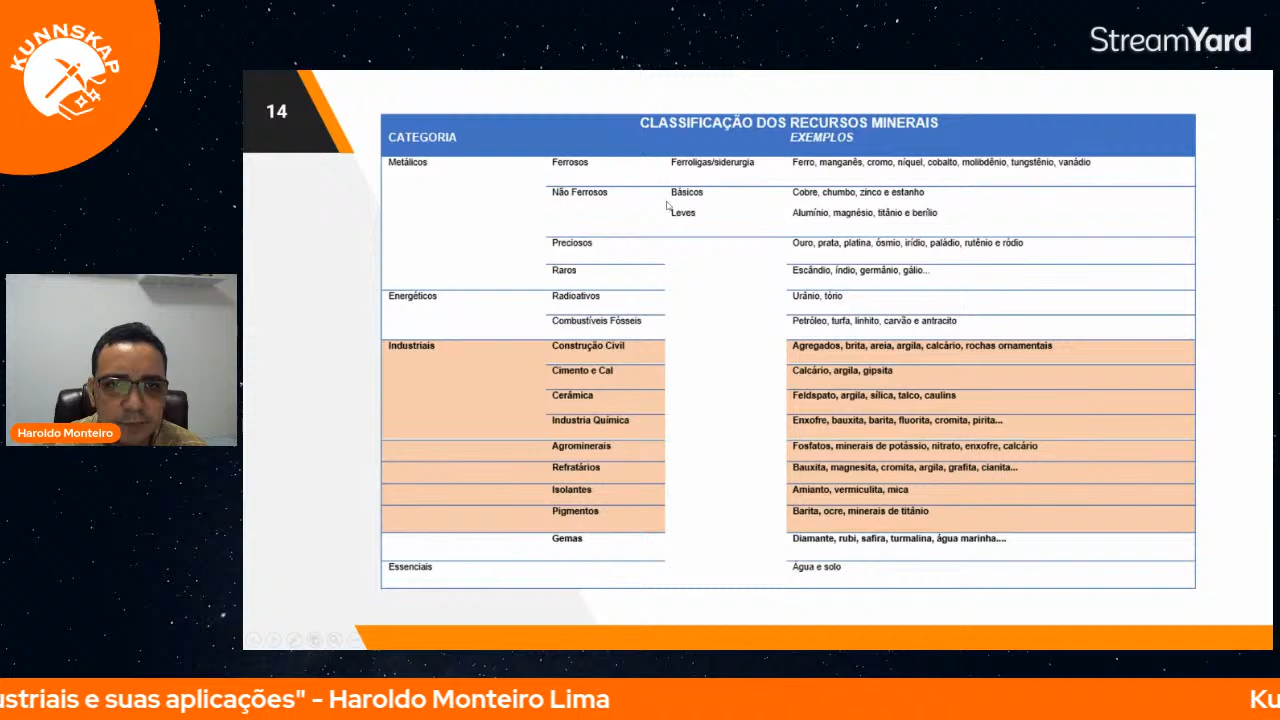 KUNNSKAP
StreamYard
14
CLASSIFICAÇÃO DOS RECURSOS MINERAIS
CATEGORIA EXEMPLOS
Metálicos Ferrosos Ferroligas/siderurgia Ferro, manganês, cromo, níquel, cobalto, molibdênio, tungstênio, vanádio
Não Ferrosos Básicos Cobre, chumbo, zinco e estanho
Leves Alumínio, magnésio, titânio e berílio
Preciosos Ouro, prata, platina, ósmio, irídio, paládio, rutênio e ródio
Raros Escândio, índio, germânio, gálio...
Energéticos Radioativos Urânio, tório
Combustíveis Fósseis Petróleo, turfa, linhito, carvão e antracito
Industriais Construção Civil Agregados, brita, areia, argila, calcário, rochas ornamentais
Cimento e Cal Calcário, argila, gipsita
Cerâmica Feldspato, argila, sílica, talco, caulins
Industria Química Enxofre, bauxita, barita, fluorita, cromita, pirita...
Agrominerais Fosfatos, minerais de potássio, nitrato, enxofre, calcário
Refratários Bauxita, magnesita, cromita, argila, grafita, cianita...
Isolantes Amianto, vermiculita, mica
Pigmentos Barita, ocre, minerais de titânio
Gemas Diamante, rubi, safira, turmalina, água marinha....
Essenciais Água e solo
Haroldo Monteiro
ustriais e suas aplicações" - Haroldo Monteiro Lima Ku